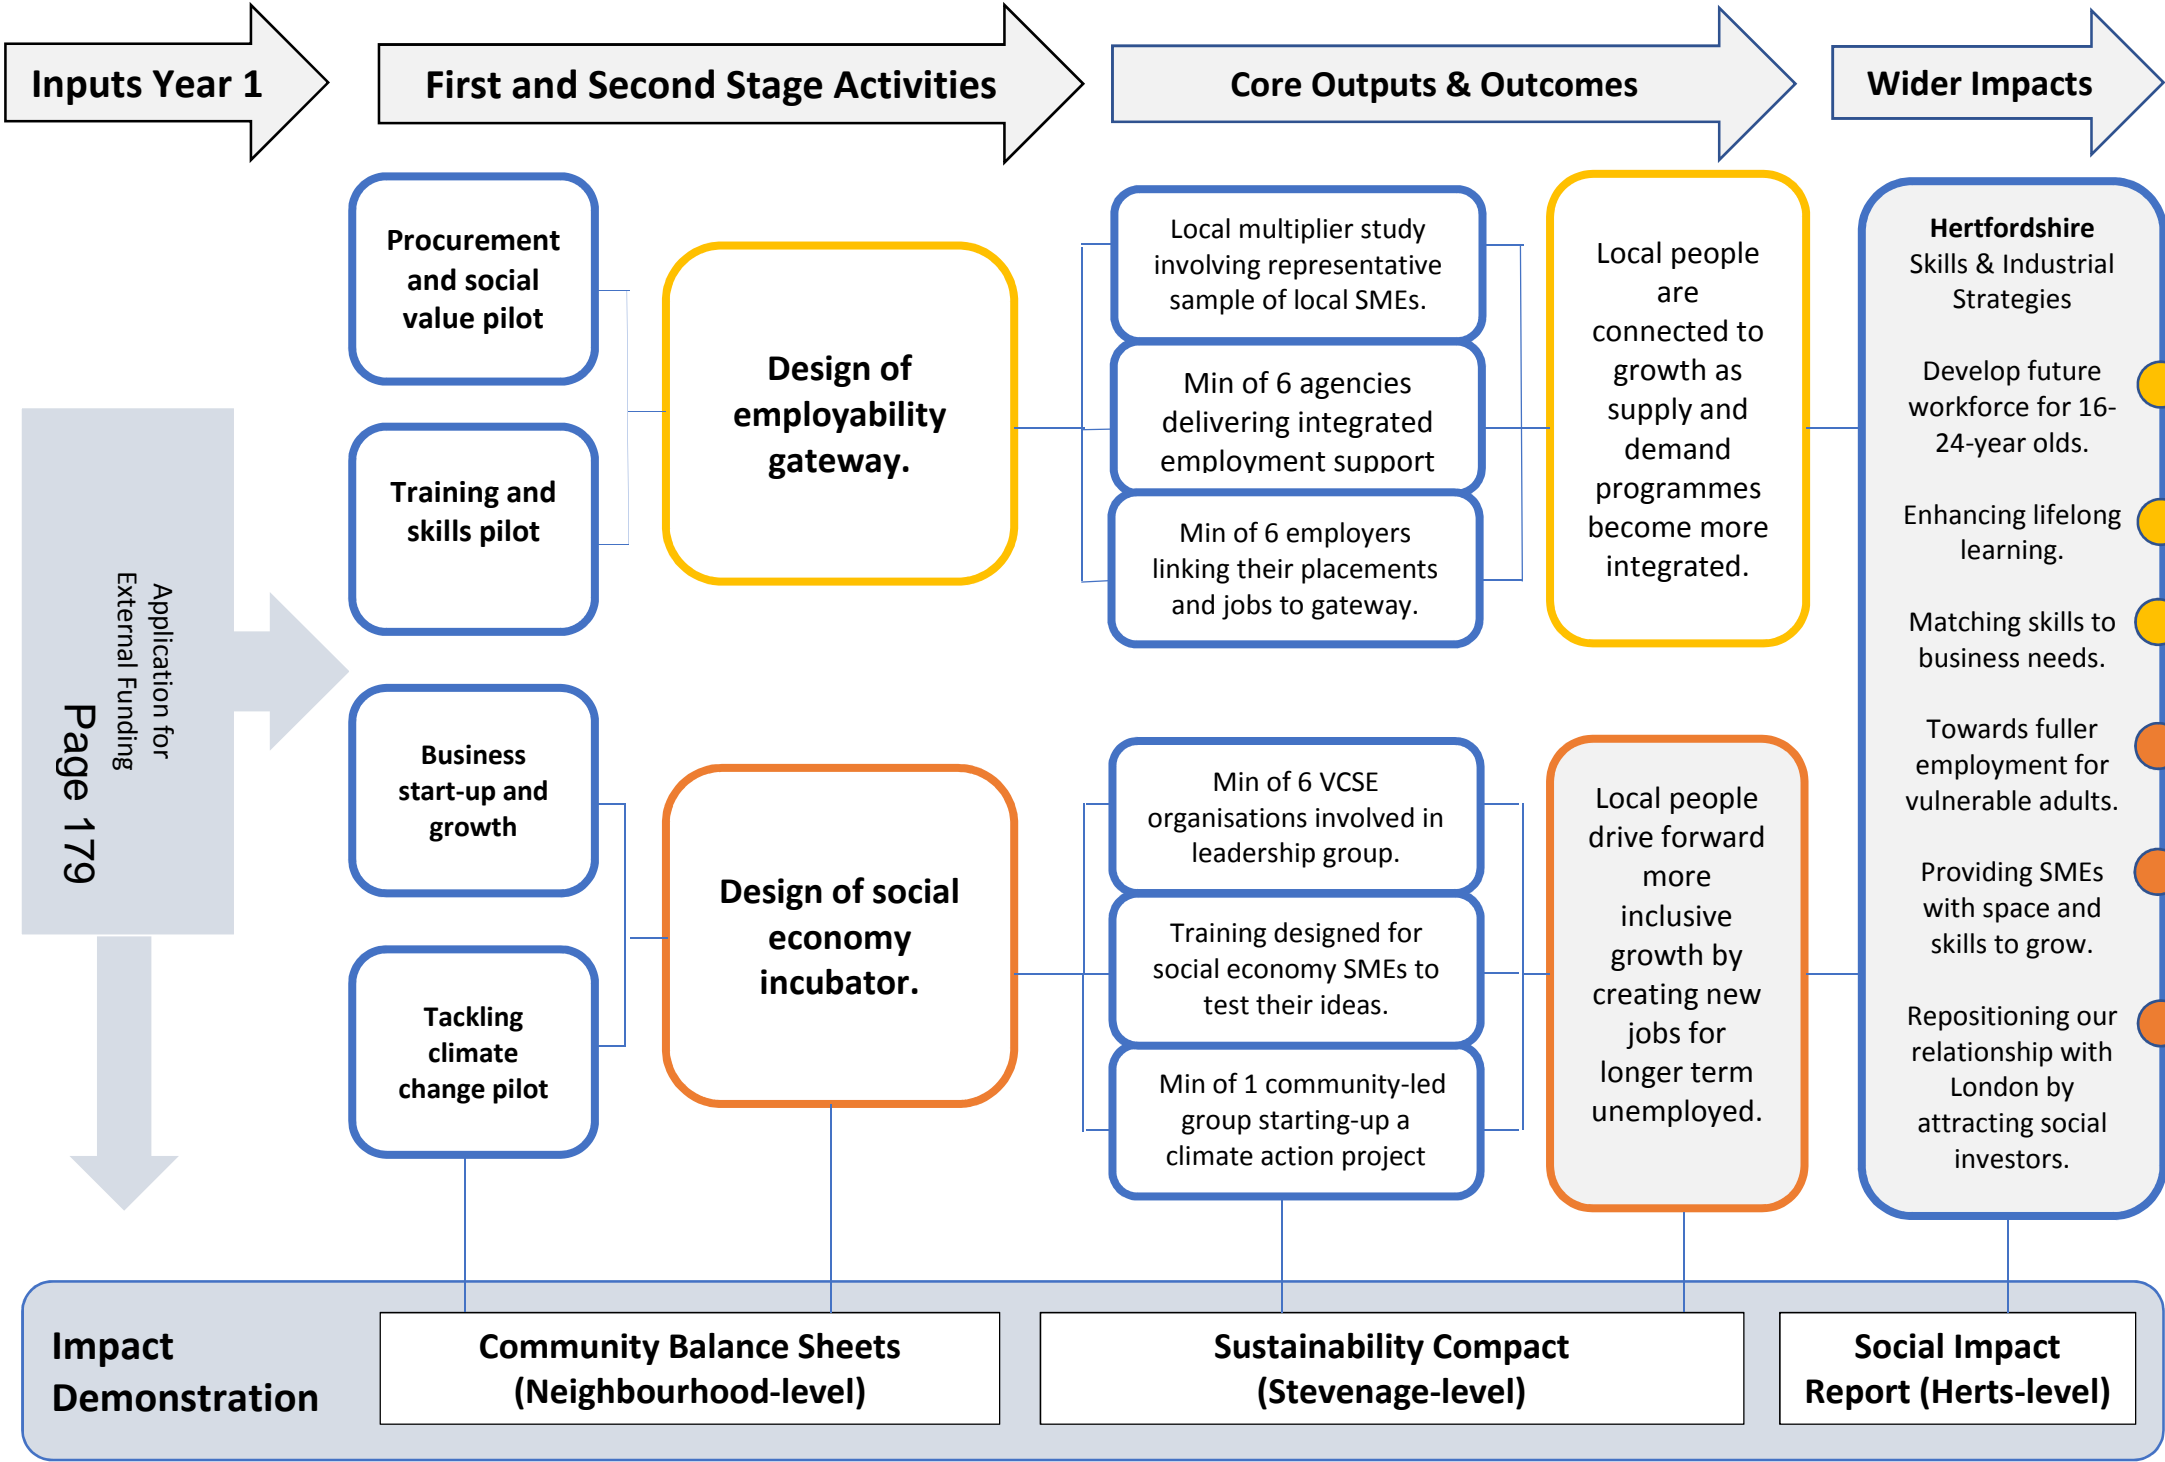 Inputs Year 1
First and Second Stage Activities
Core Outputs & Outcomes
Wider Impacts
Application for
External Funding
Page 179
Procurement
and social
value pilot
Training and
skills pilot
Business
start-up and
growth
Tackling
climate
change pilot
Design of
employability
gateway.
Design of social
economy
incubator.
Local multiplier study
involving representative
sample of local SMEs.
Min of 6 agencies
delivering integrated
employment support
Min of 6 employers
linking their placements
and jobs to gateway.
Min of 6 VCSE
organisations involved in
leadership group.
Training designed for
social economy SMEs to
test their ideas.
Min of 1 community-led
group starting-up a
climate action project
Local people
are
connected to
growth as
supply and
demand
programmes
become more
integrated.
Local people
drive forward
more
inclusive
growth by
creating new
jobs for
longer term
unemployed.
Hertfordshire
Skills & Industrial
Strategies
Develop future
workforce for 16-
24-year olds.
Enhancing lifelong
learning.
Matching skills to
business needs.
Towards fuller
employment for
vulnerable adults.
Providing SMEs
with space and
skills to grow.
Repositioning our
relationship with
London by
attracting social
investors.
Impact
Demonstration
Community Balance Sheets
(Neighbourhood-level)
Sustainability Compact
(Stevenage-level)
Social Impact
Report (Herts-level)